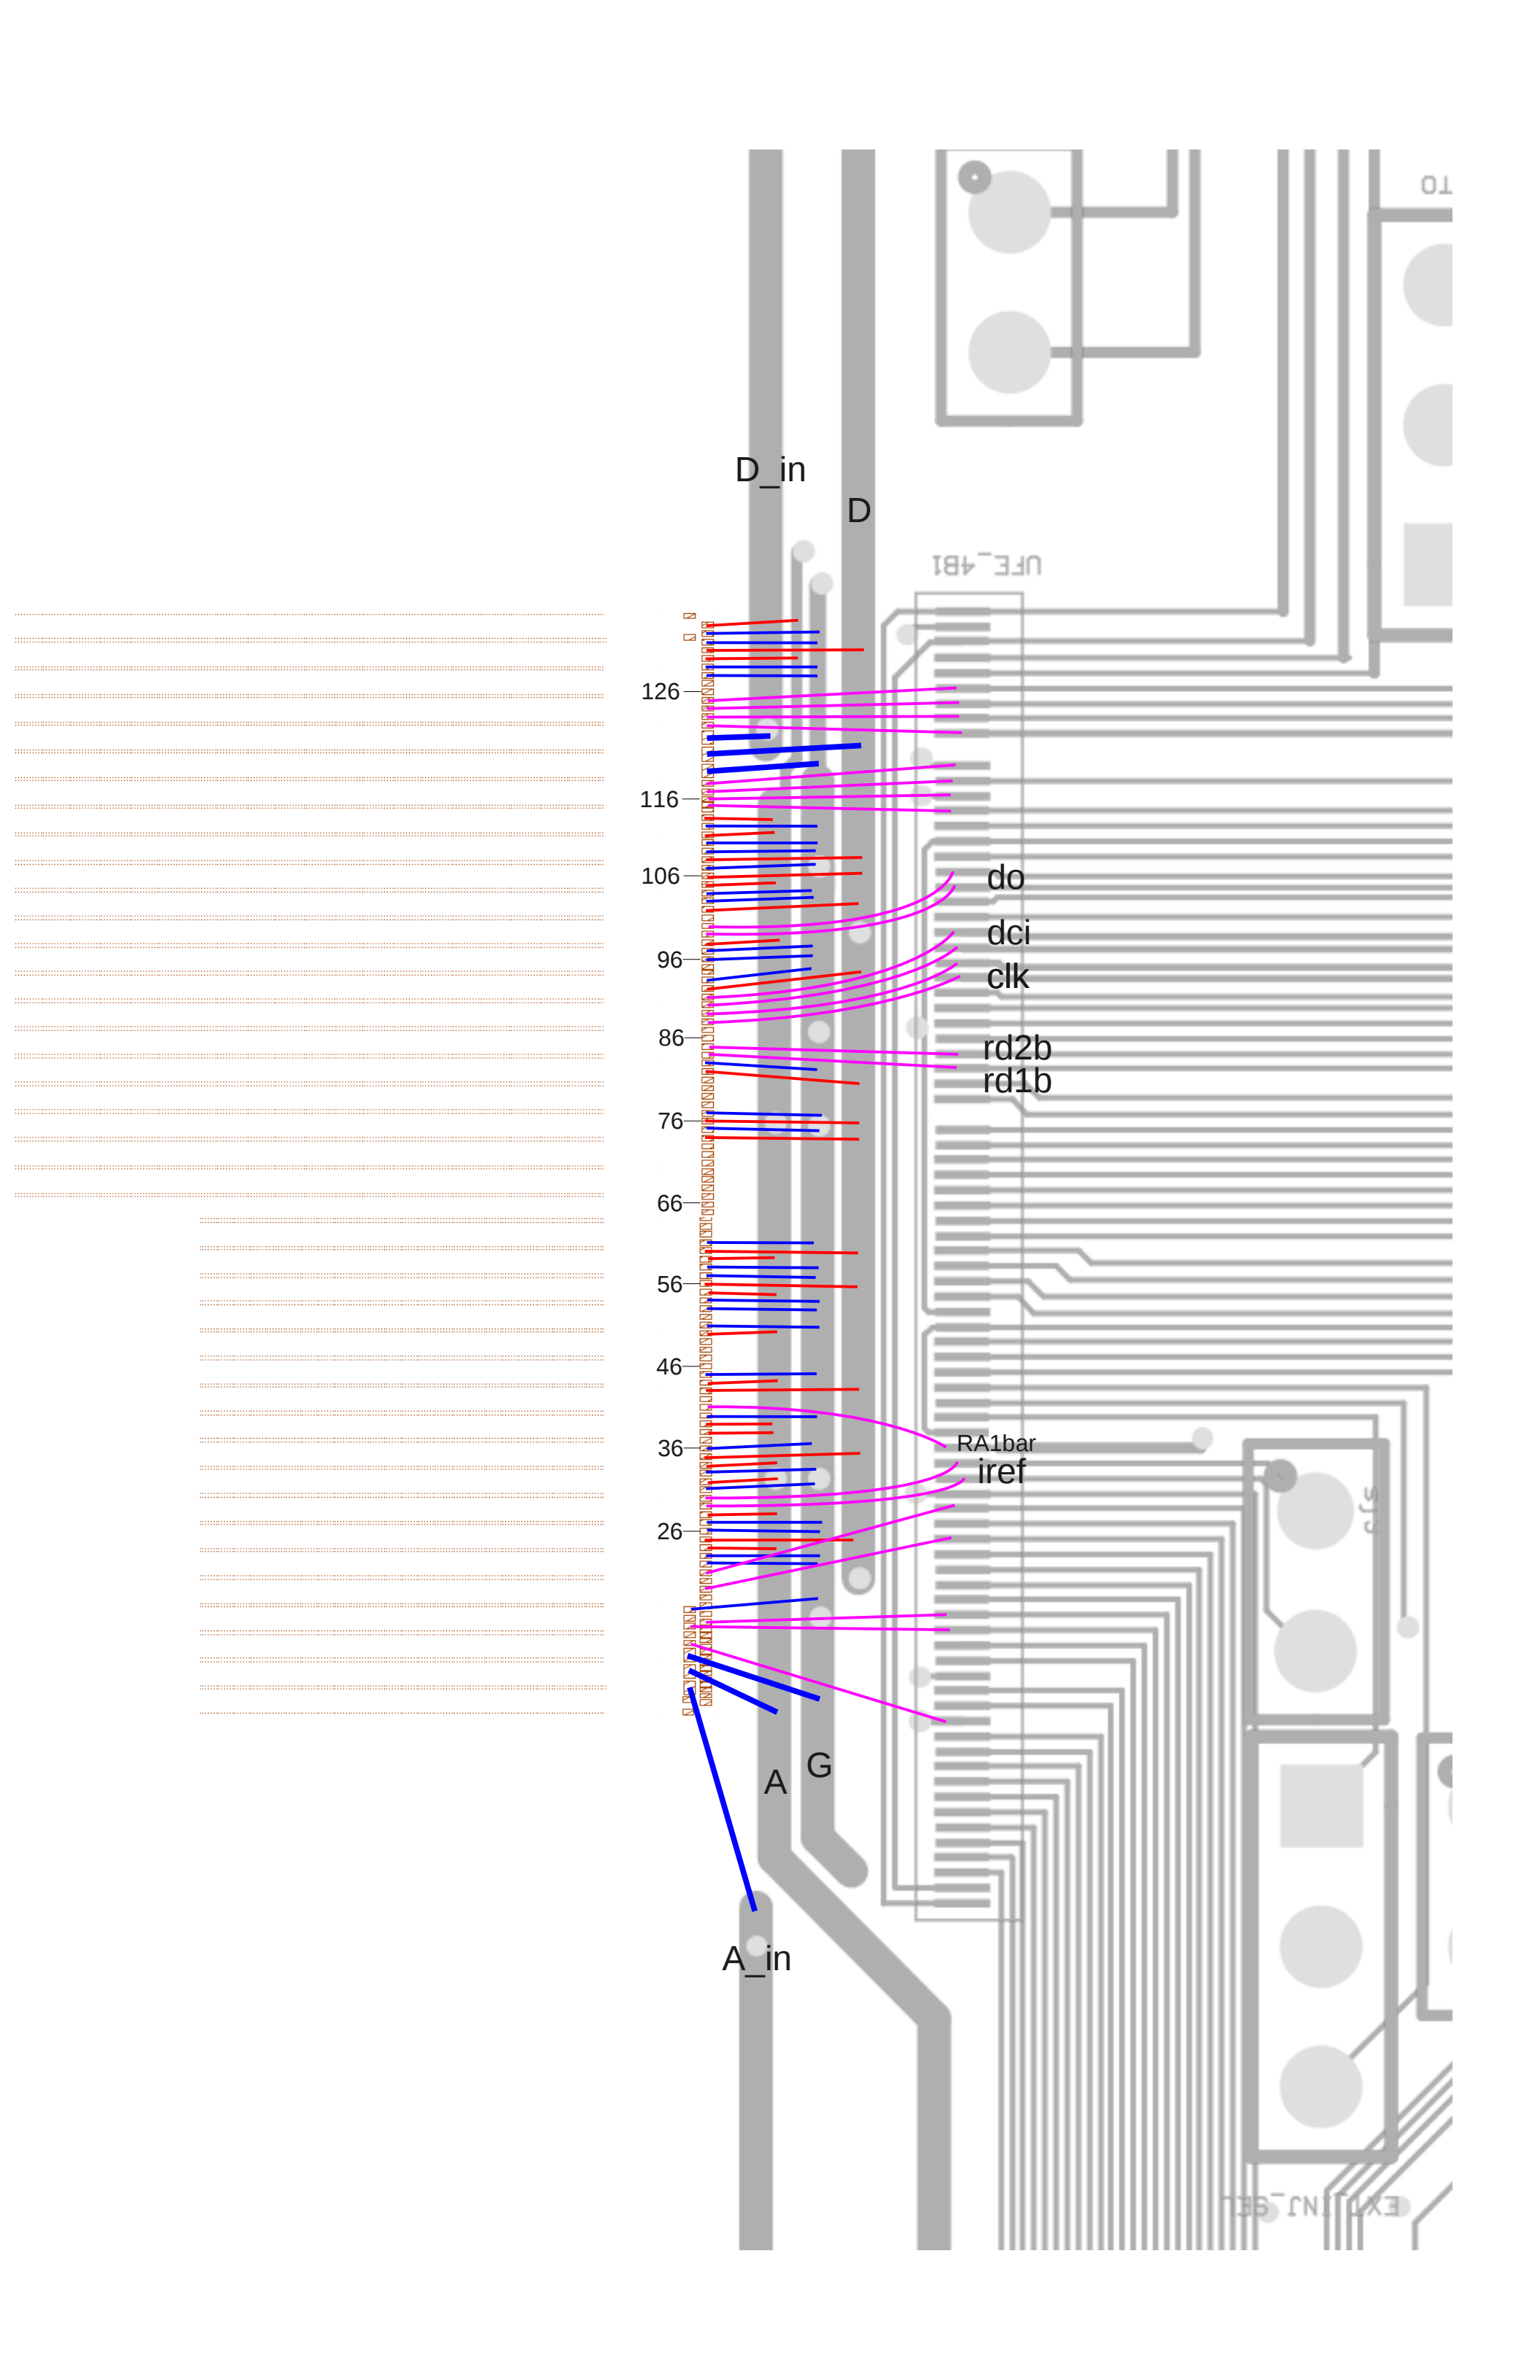 TO
D_in
D
UFE_4B1
126
116
106
do
dci
96
clk
86
rd2b
rd1b
76
66
56
46
RA1bar
36
iref
26
G
A
A_in